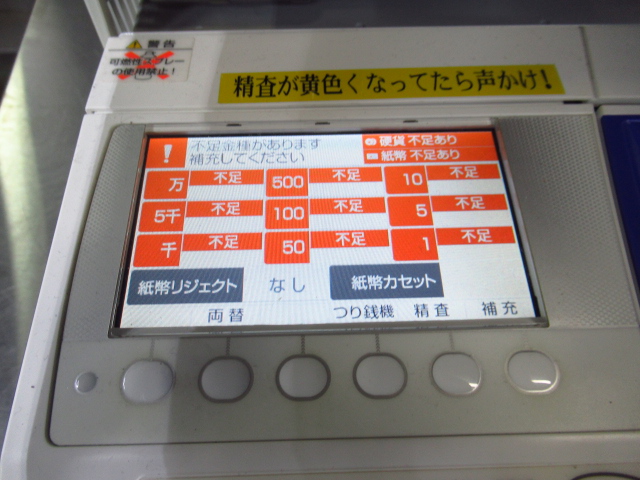 警告
可燃性スプレー
の使用禁止!
精査が黄色くなってたら声かけ!
不足金種があります
補充してください
硬貨 不足あり
紙幣 不足あり
万 不足 500 不足 10 不足
5千 不足 100 不足 5 不足
千 不足 50 不足 1 不足
紙幣リジェクト なし 紙幣カセット
両替 つり銭機 精査 補充